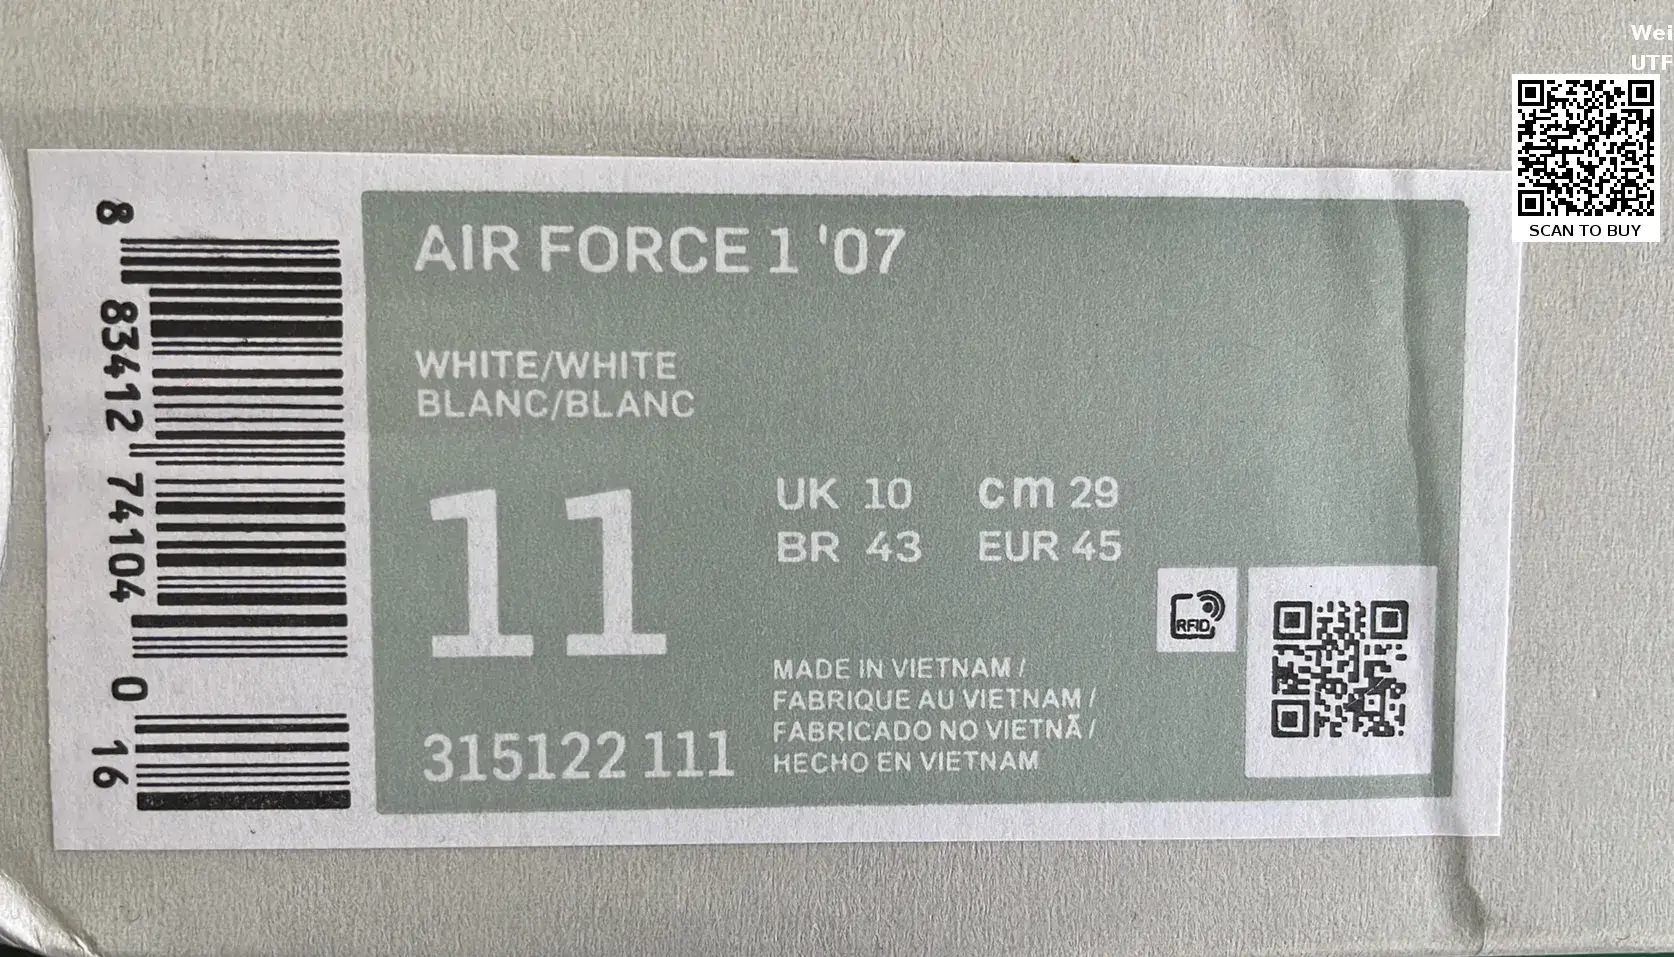 Wei
UTF
SCAN TO BUY
AIR FORCE 1 '07
WHITE/WHITE
BLANC/BLANC
11
UK 10 cm 29
BR 43 EUR 45
RFID
MADE IN VIETNAM /
FABRIQUE AU VIETNAM /
FABRICADO NO VIETNÃ /
HECHO EN VIETNAM
315122 111
8 83412 74104 0 16